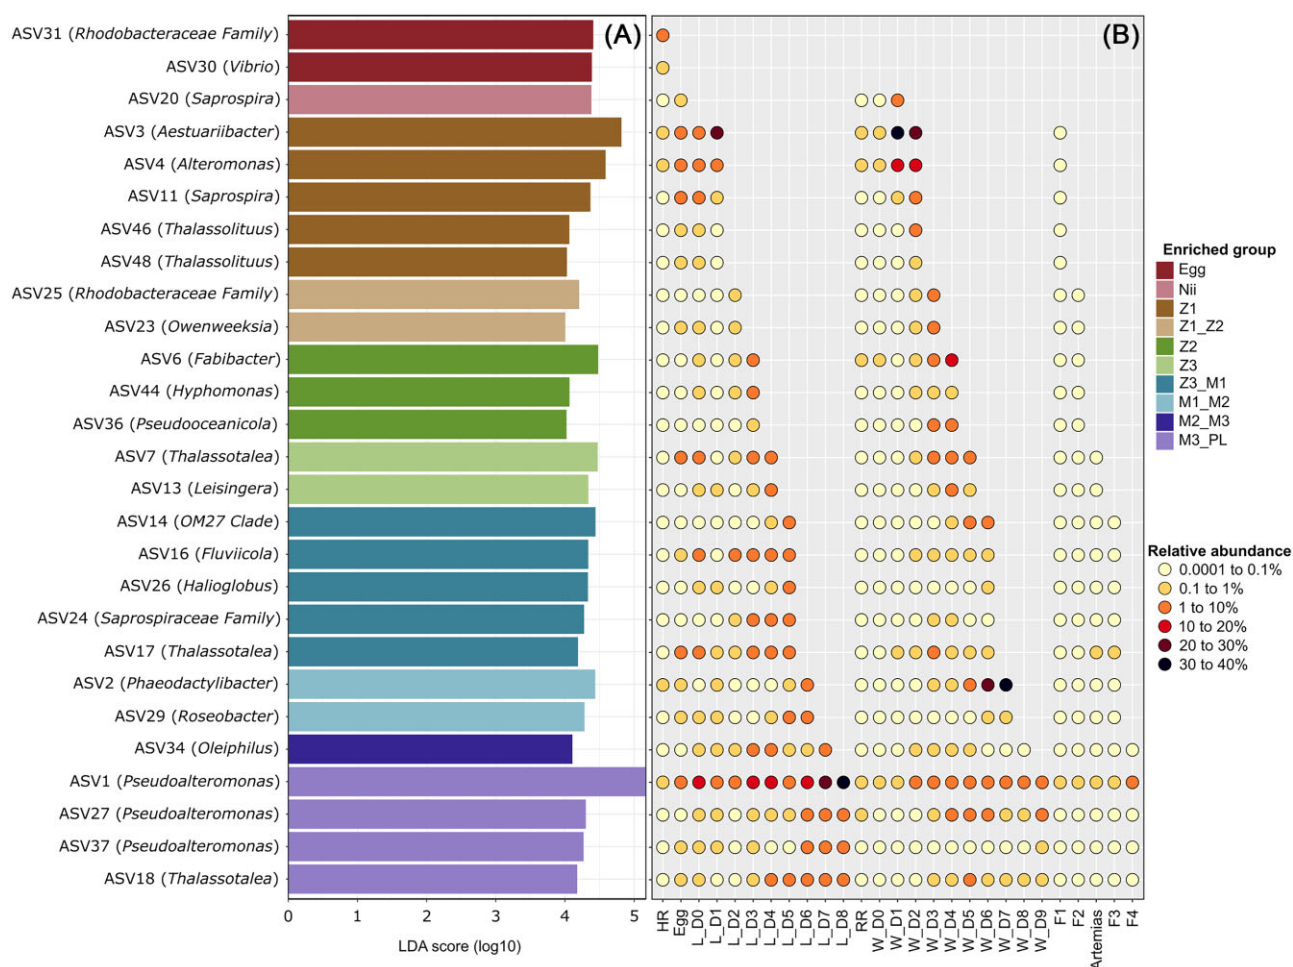 (A)
(B)
ASV31 (Rhodobacteraceae Family)
ASV30 (Vibrio)
ASV20 (Saprospira)
ASV3 (Aestuariibacter)
ASV4 (Alteromonas)
ASV11 (Saprospira)
ASV46 (Thalassolituus)
ASV48 (Thalassolituus)
ASV25 (Rhodobacteraceae Family)
ASV23 (Owenweeksia)
ASV6 (Fabibacter)
ASV44 (Hyphomonas)
ASV36 (Pseudooceanicola)
ASV7 (Thalassotalea)
ASV13 (Leisingera)
ASV14 (OM27 Clade)
ASV16 (Fluviicola)
ASV26 (Halioglobus)
ASV24 (Saprospiraceae Family)
ASV17 (Thalassotalea)
ASV2 (Phaeodactylibacter)
ASV29 (Roseobacter)
ASV34 (Oleiphilus)
ASV1 (Pseudoalteromonas)
ASV27 (Pseudoalteromonas)
ASV37 (Pseudoalteromonas)
ASV18 (Thalassotalea)
0 1 2 3 4 5
LDA score (log10)
HR
Egg
L_D0
L_D1
L_D2
L_D3
L_D4
L_D5
L_D6
L_D7
L_D8
RR
W_D0
W_D1
W_D2
W_D3
W_D4
W_D5
W_D6
W_D7
W_D8
W_D9
F1
F2
Artemias
F3
F4
Enriched group
Egg
Nii
Z1
Z1_Z2
Z2
Z3
Z3_M1
M1_M2
M2_M3
M3_PL
Relative abundance
0.0001 to 0.1%
0.1 to 1%
1 to 10%
10 to 20%
20 to 30%
30 to 40%